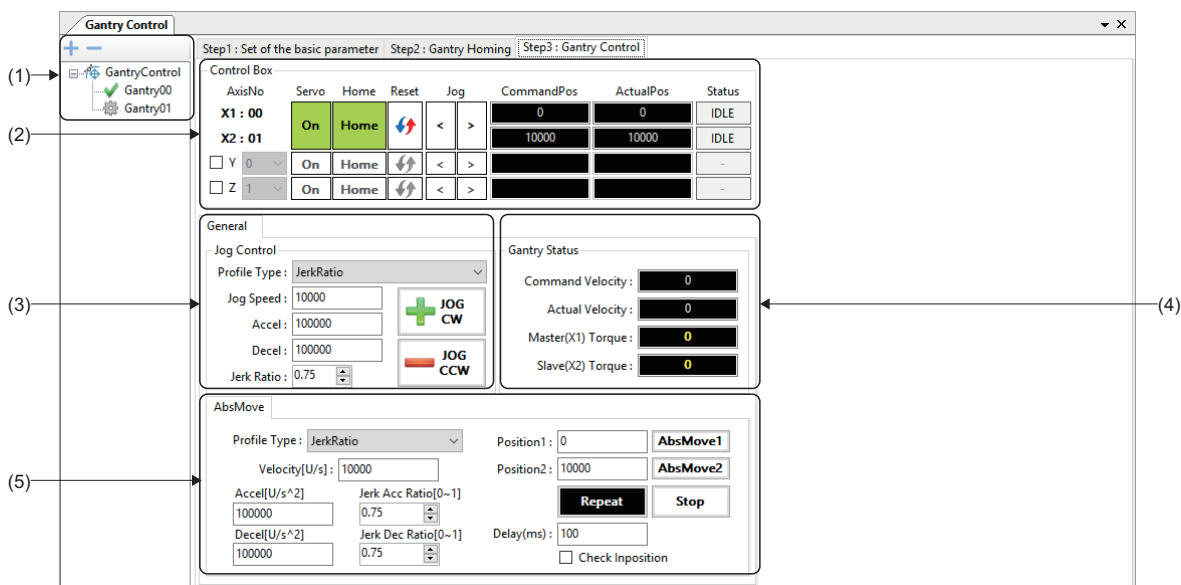 Gantry Control
(1)
GantryControl
Gantry00
Gantry01
Step1 : Set of the basic parameter Step2 : Gantry Homing Step3 : Gantry Control
(2)
Control Box
AxisNo Servo Home Reset Jog CommandPos ActualPos Status
X1 : 00 On Home < > 0 0 IDLE
X2 : 01 10000 10000 IDLE
Y 0 On Home < > -
Z 1 On Home < > -
(3)
General
Jog Control
Profile Type : JerkRatio
Jog Speed : 10000
Accel : 100000
Decel : 100000
Jerk Ratio : 0.75
JOG
CW
JOG
CCW
(4)
Gantry Status
Command Velocity : 0
Actual Velocity : 0
Master(X1) Torque : 0
Slave(X2) Torque : 0
(5)
AbsMove
Profile Type : JerkRatio
Velocity[U/s] : 10000
Accel[U/s^2] Jerk Acc Ratio[0~1]
100000 0.75
Decel[U/s^2] Jerk Dec Ratio[0~1]
100000 0.75
Position1 : 0 AbsMove1
Position2 : 10000 AbsMove2
Repeat Stop
Delay(ms) : 100
Check Inposition